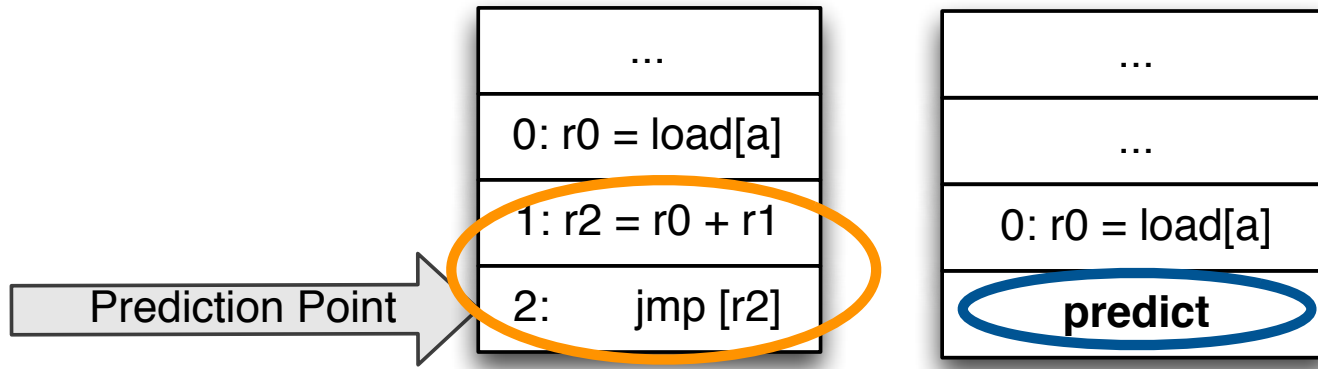 ...
0: r0 = load[a]
1: r2 = r0 + r1
2: jmp [r2]
Prediction Point
...
...
0: r0 = load[a]
predict